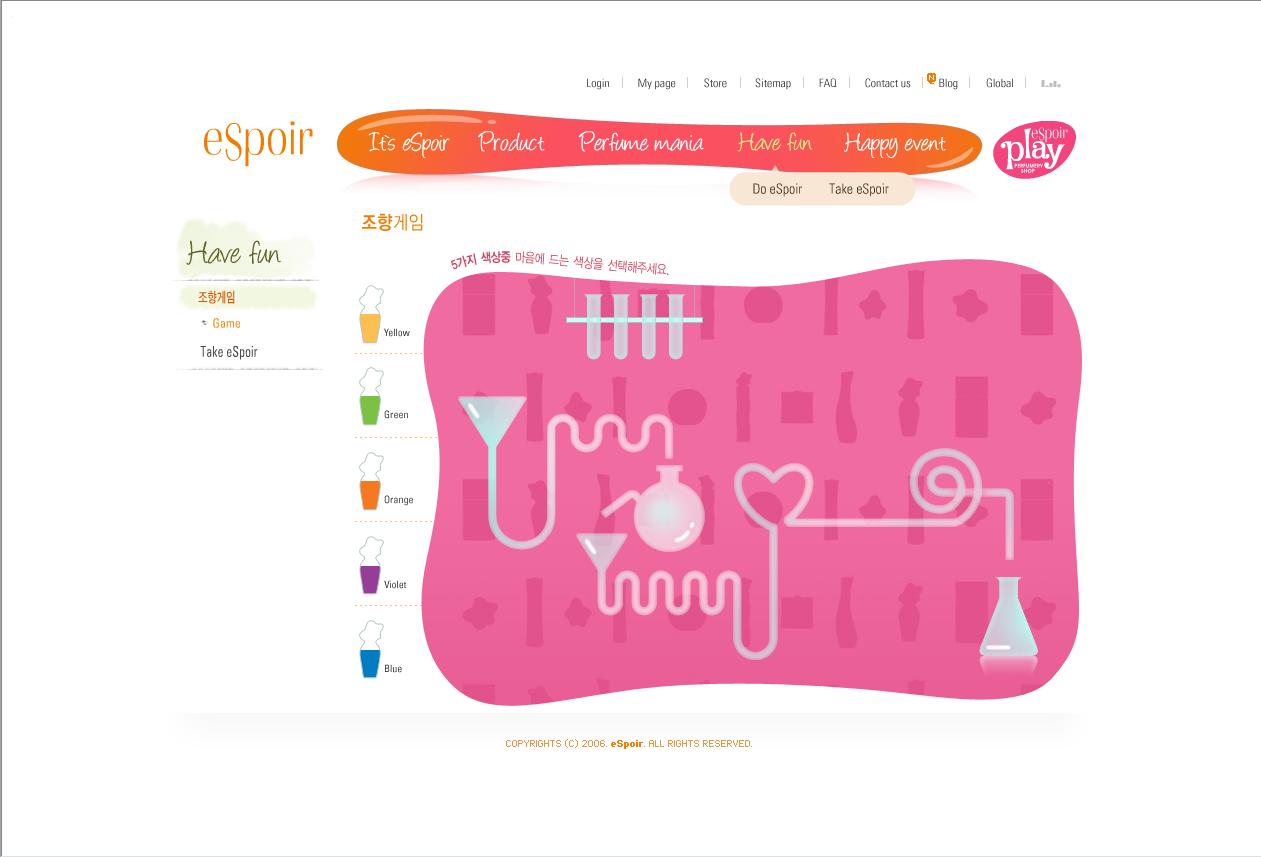 Login My page Store Sitemap FAQ Contact us N Blog Global
eSpoir It's eSpoir Product Perfume mania Have fun Happy event eSpoir play PERFUMERY SHOP
Do eSpoir Take eSpoir
조향게임
Have fun
조향게임
Game
Take eSpoir
5가지 색상중 마음에 드는 색상을 선택해주세요.
Yellow
Green
Orange
Violet
Blue
COPYRIGHTS (C) 2006. eSpoir. ALL RIGHTS RESERVED.